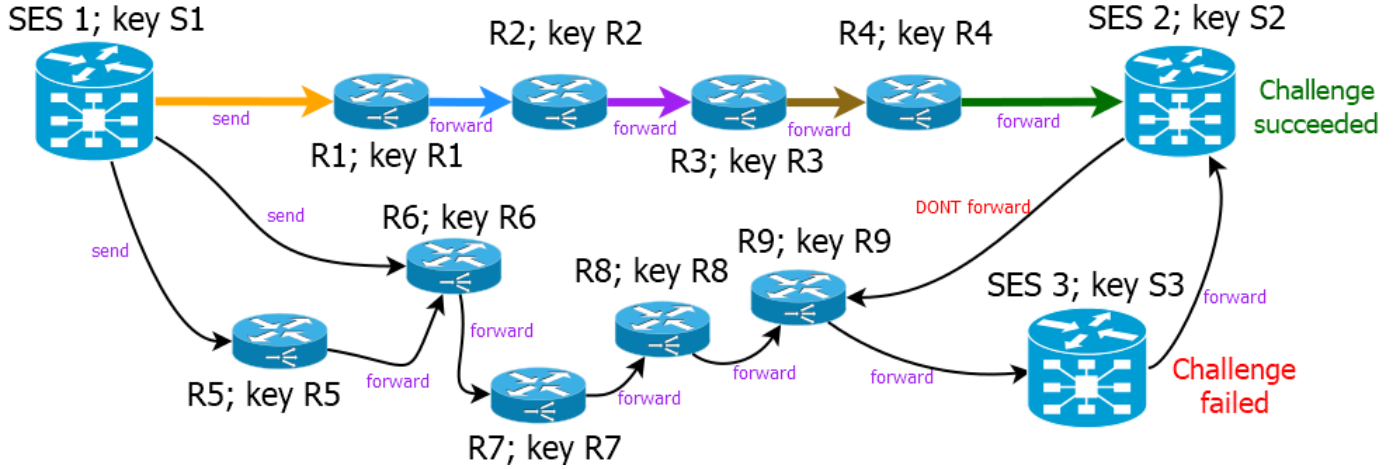 SES 1; key S1
R2; key R2
R4; key R4
SES 2; key S2
send
forward
forward
forward
forward
Challenge
succeeded
R1; key R1
R3; key R3
send
send
R6; key R6
DONT forward
R9; key R9
R8; key R8
SES 3; key S3
forward
forward
R5; key R5
forward
forward
forward
forward
Challenge
failed
R7; key R7